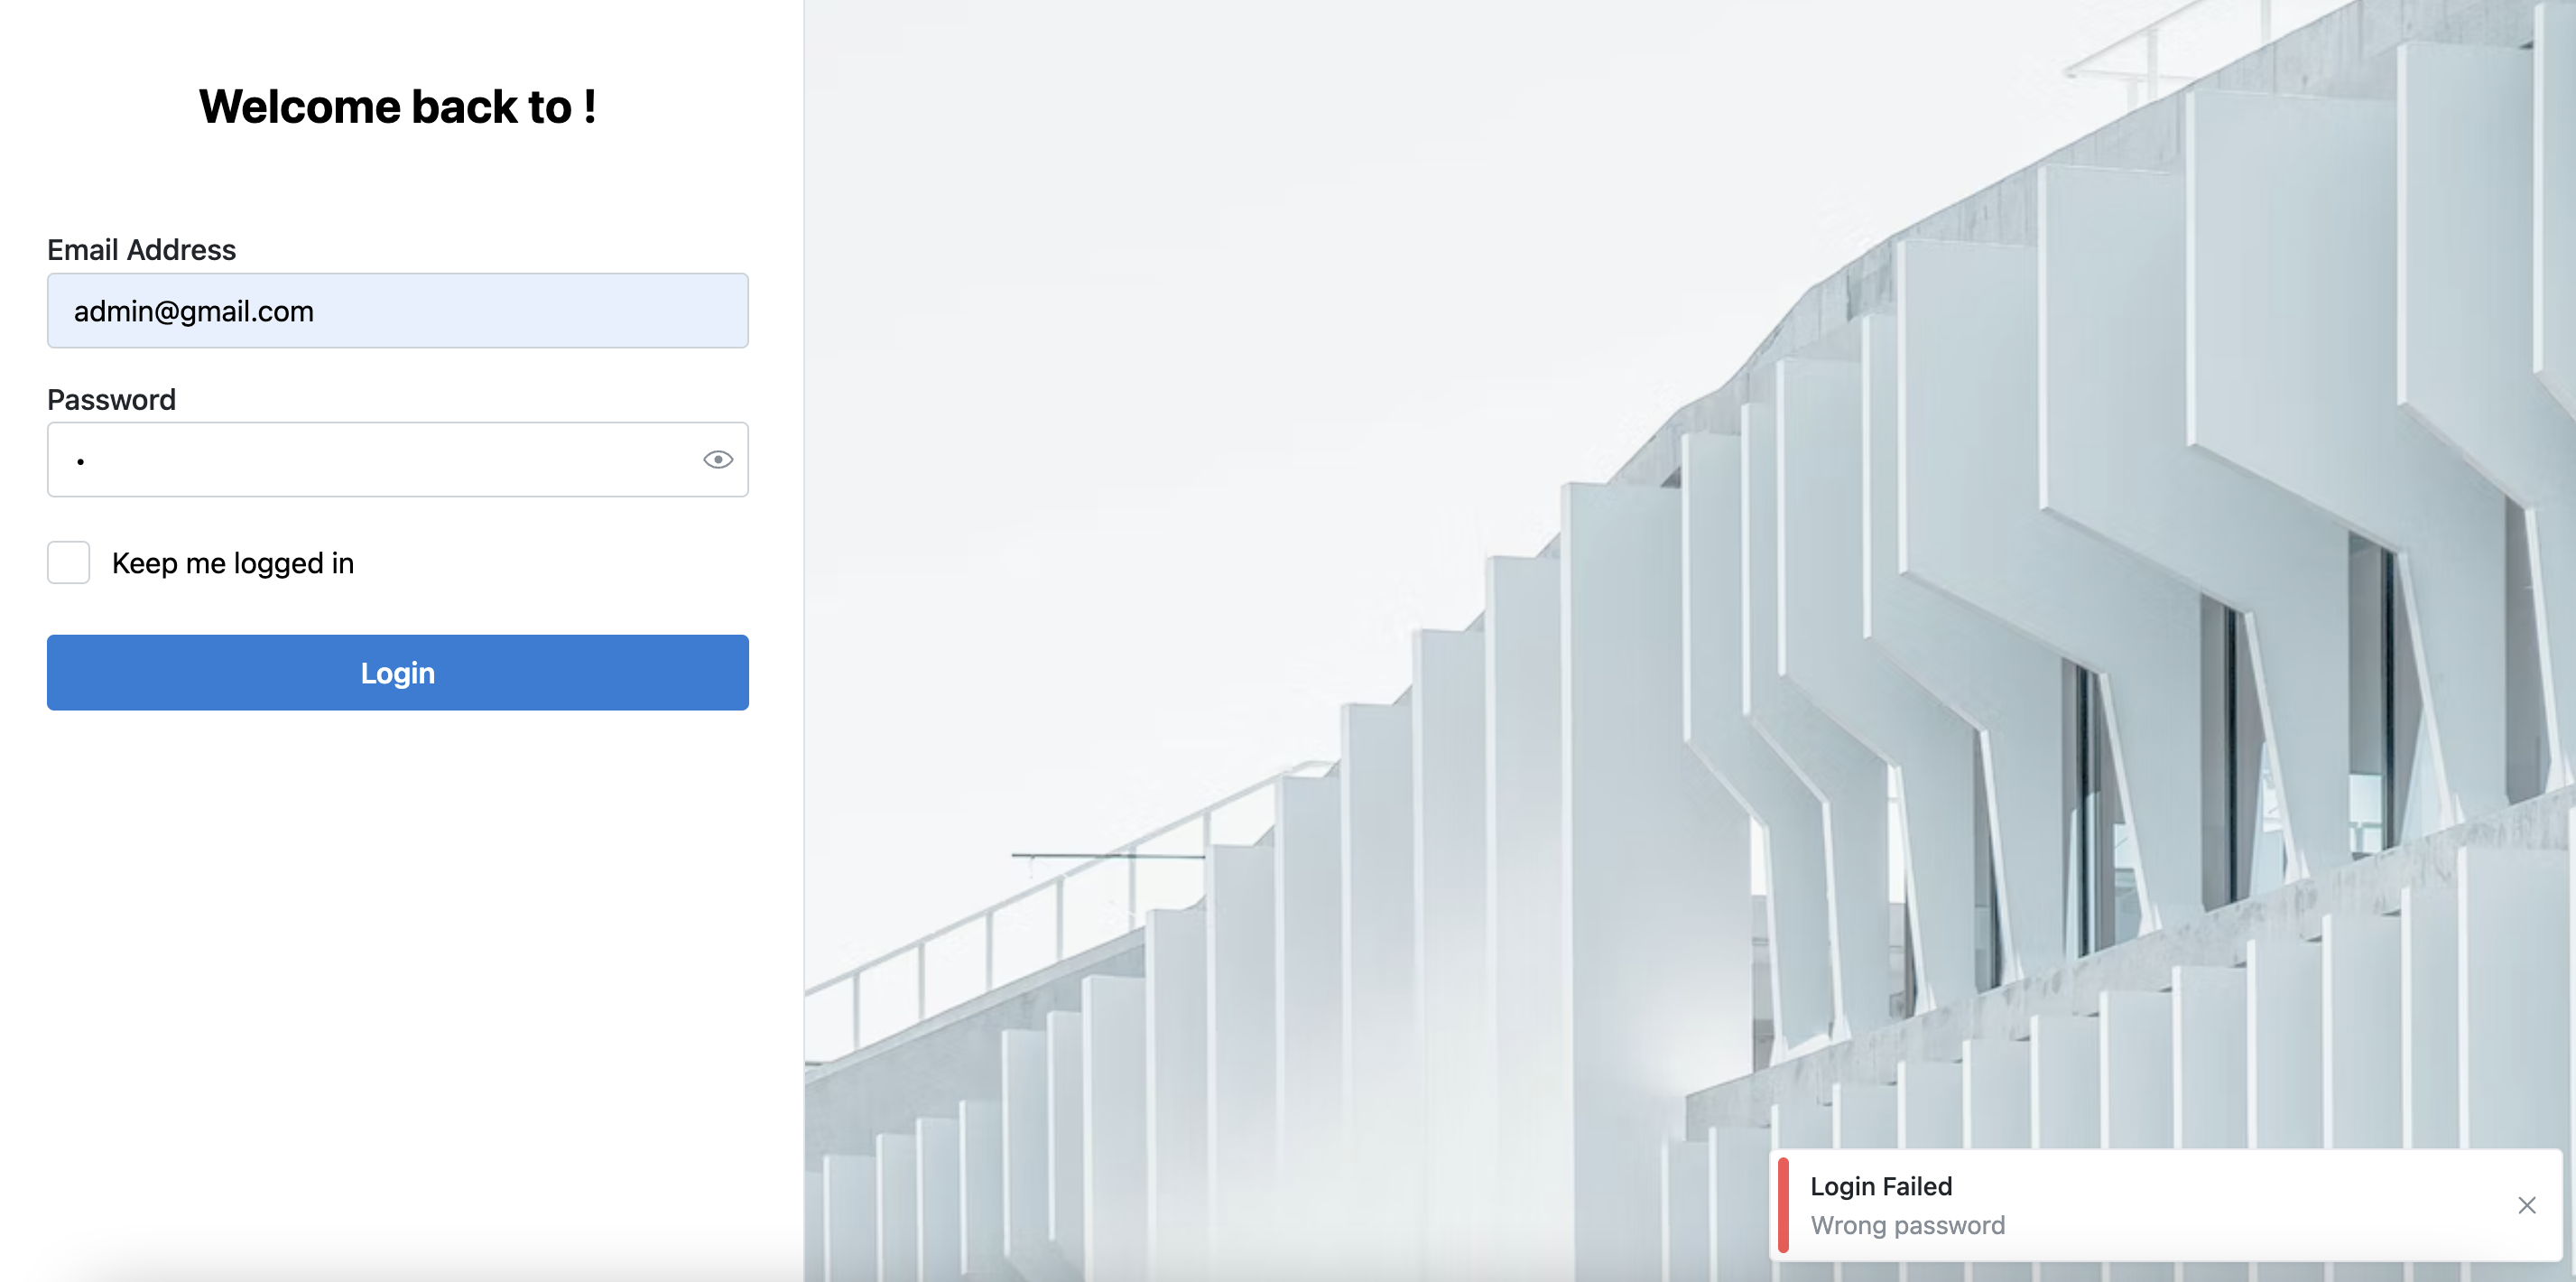 Welcome back to !
Email Address
admin@gmail.com
Password
•
Keep me logged in
Login
Login Failed
Wrong password